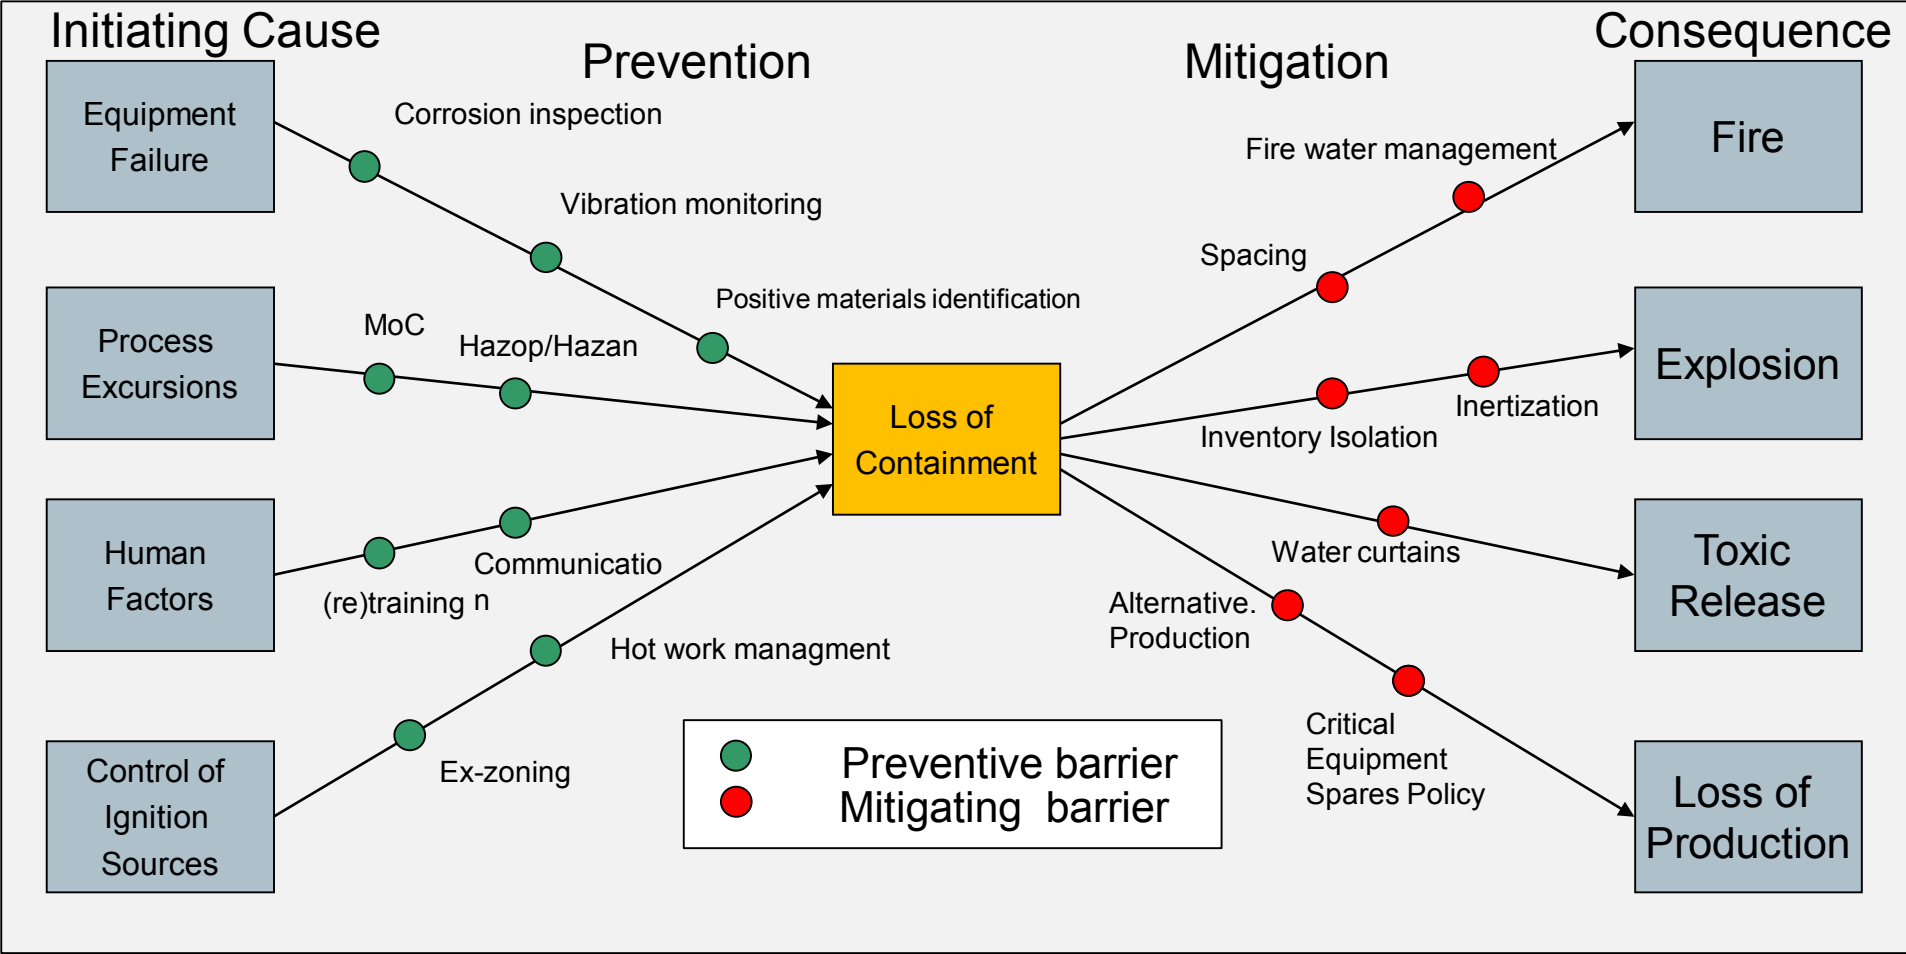 Initiating Cause
Prevention
Mitigation
Consequence
Equipment
Failure
Corrosion inspection
Vibration monitoring
Positive materials identification
Process
Excursions
MoC
Hazop/Hazan
Human
Factors
(re)training
Communicatio
n
Control of
Ignition
Sources
Ex-zoning
Hot work managment
Loss of
Containment
Fire water management
Spacing
Fire
Inertization
Inventory Isolation
Explosion
Water curtains
Toxic
Release
Alternative.
Production
Critical
Equipment
Spares Policy
Loss of
Production
Preventive barrier
Mitigating barrier